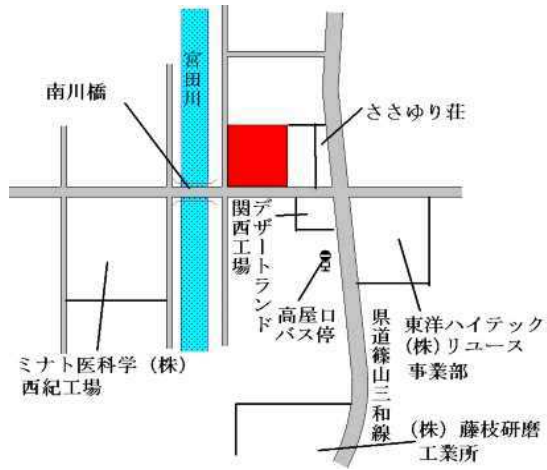 宮田川
南川橋
ささゆり荘
デザートランド
関西工場
高屋口
バス停
県道篠山三和線
東洋ハイテック
(株)リユース
事業部
ミナト医科学（株）
西紀工場
（株）藤枝研磨
工業所